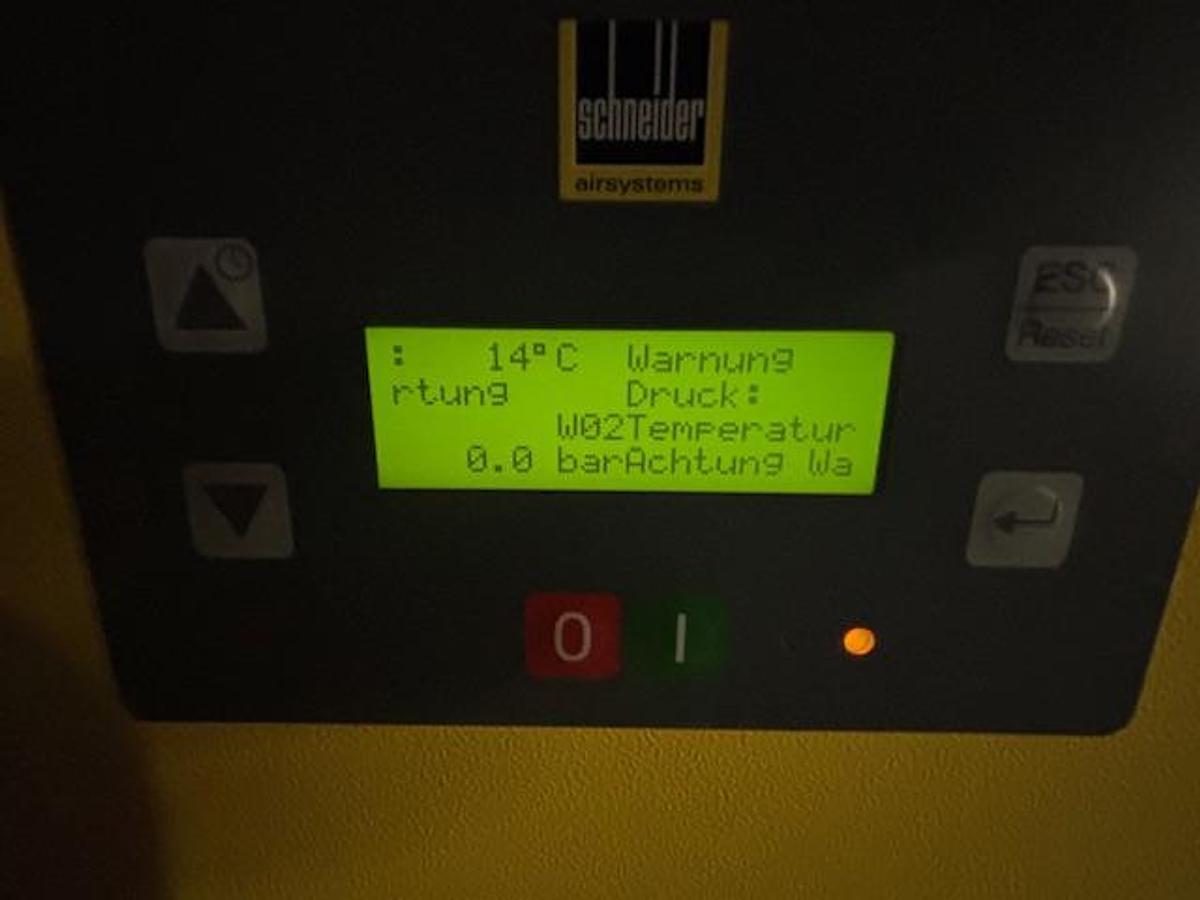 schneider
airsystems
ESC
Reset
: 14°C Warnung
rtung Druck:
W02Temperatur
0.0 barAchtung Wa
0 I